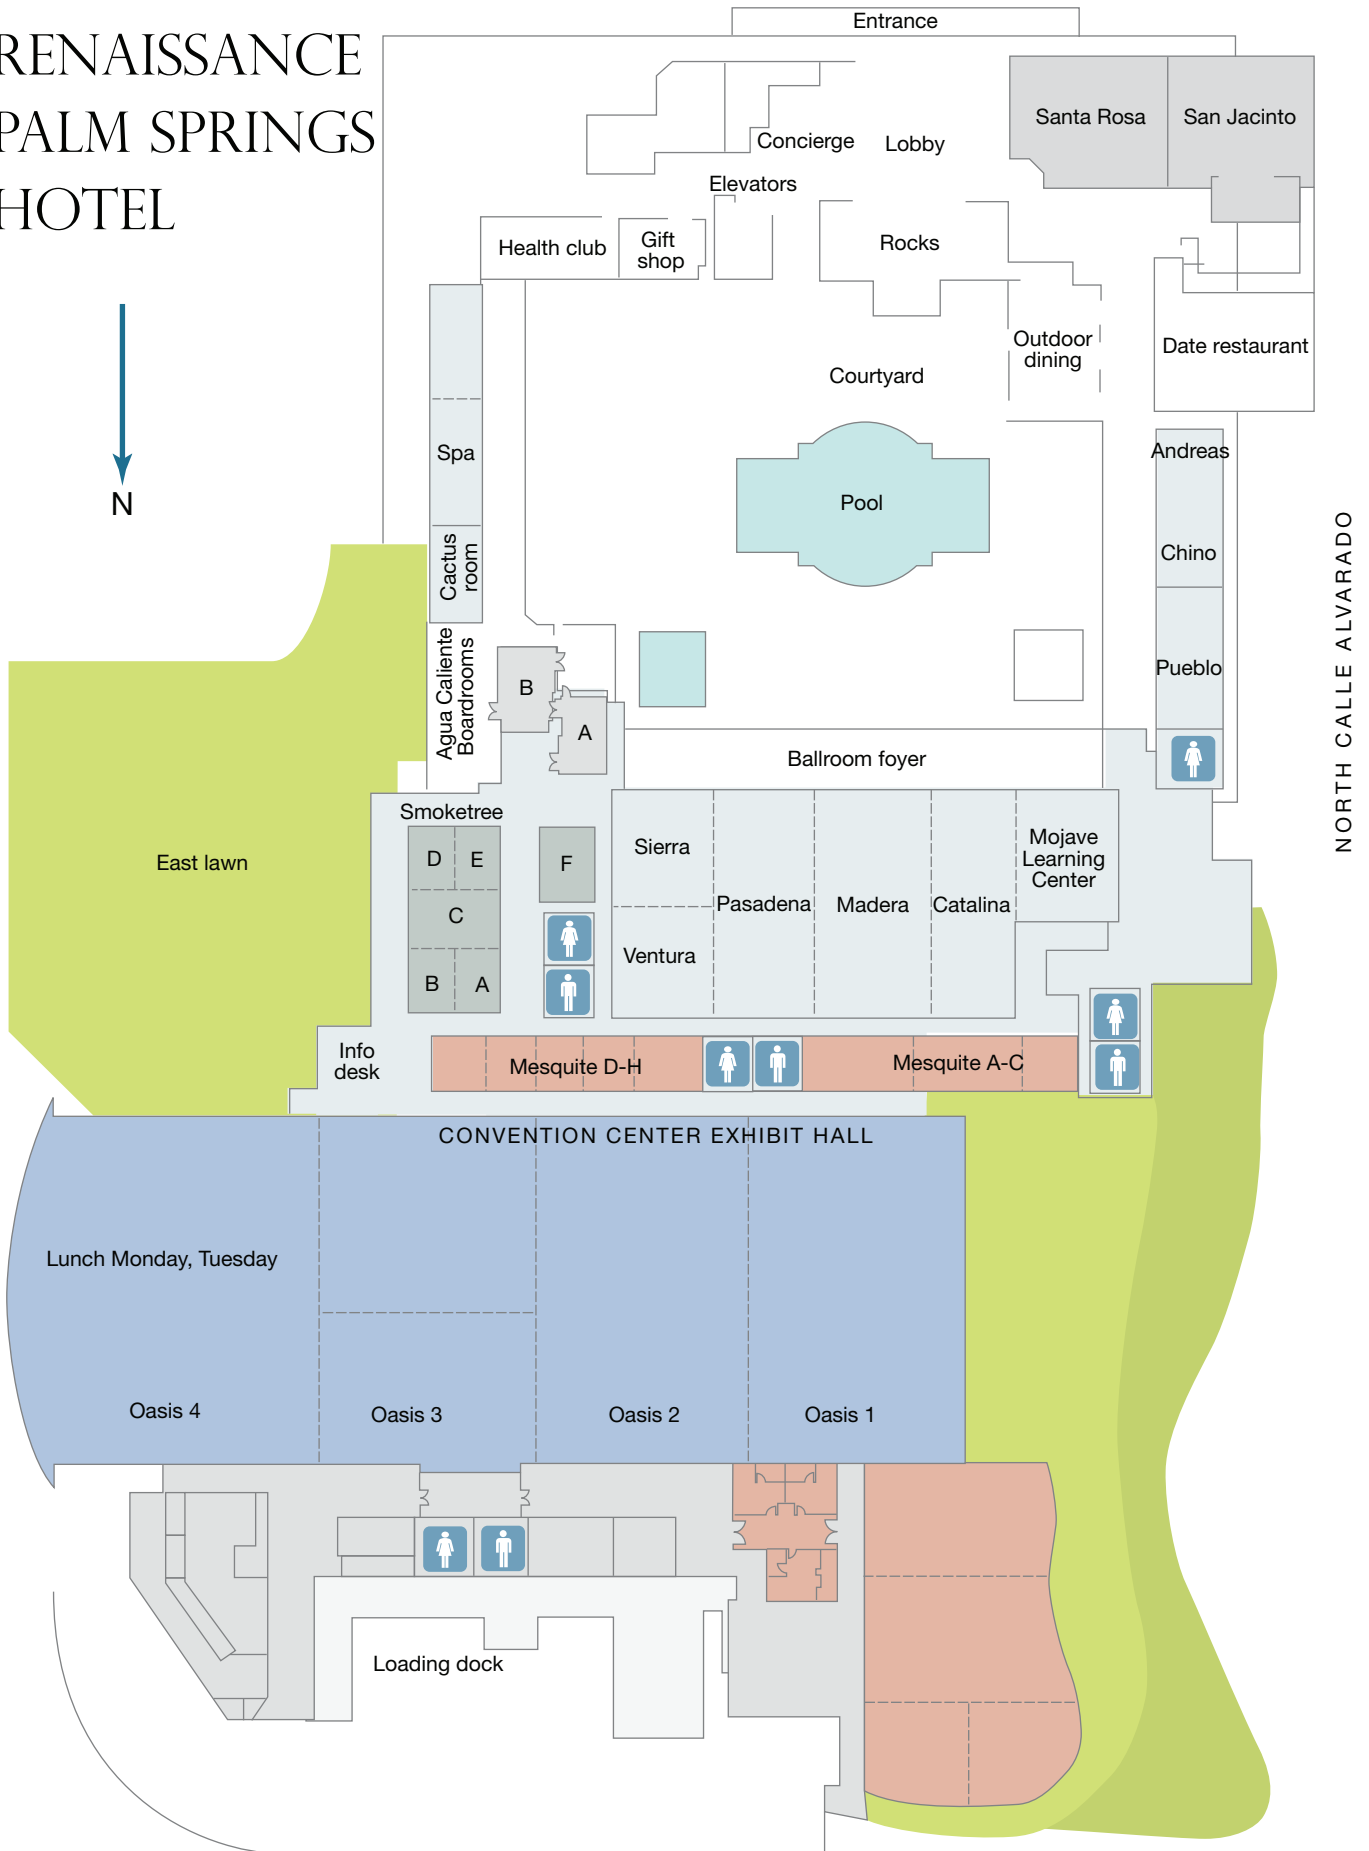 RENAISSANCE
PALM SPRINGS
HOTEL
N
Entrance
Santa Rosa
San Jacinto
Concierge
Lobby
Elevators
Health club
Gift
shop
Rocks
Outdoor
dining
Date restaurant
Courtyard
Spa
Andreas
Pool
Cactus
room
Chino
NORTH CALLE ALVARADO
Agua Caliente
Boardrooms
B
A
Pueblo
Ballroom foyer
Smoketree
East lawn
D
E
F
C
B
A
Sierra
Ventura
Pasadena
Madera
Catalina
Mojave
Learning
Center
Info
desk
Mesquite D-H
Mesquite A-C
CONVENTION CENTER EXHIBIT HALL
Lunch Monday, Tuesday
Oasis 4
Oasis 3
Oasis 2
Oasis 1
Loading dock